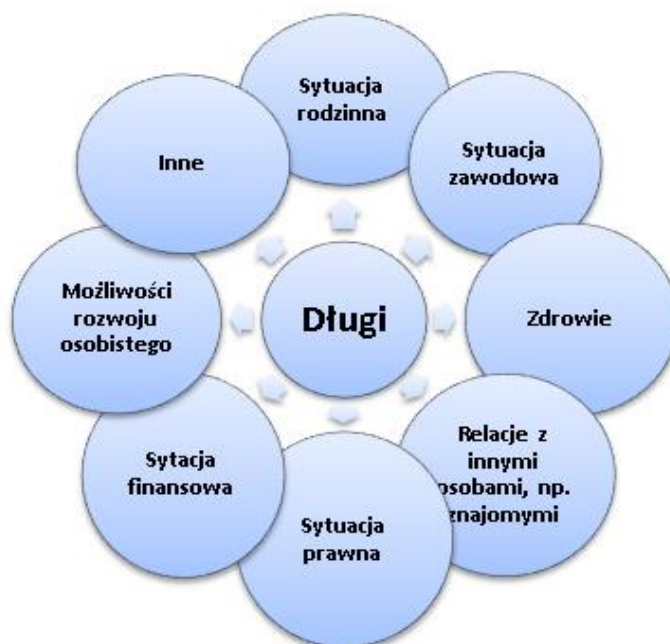 Sytuacja
rodzinna
Sytuacja
zawodowa
Zdrowie
Relacje z
innymi
osobami, np.
znajomymi
Sytuacja
prawna
Sytacja
finansowa
Możliwości
rozwoju
osobistego
Inne
Długi